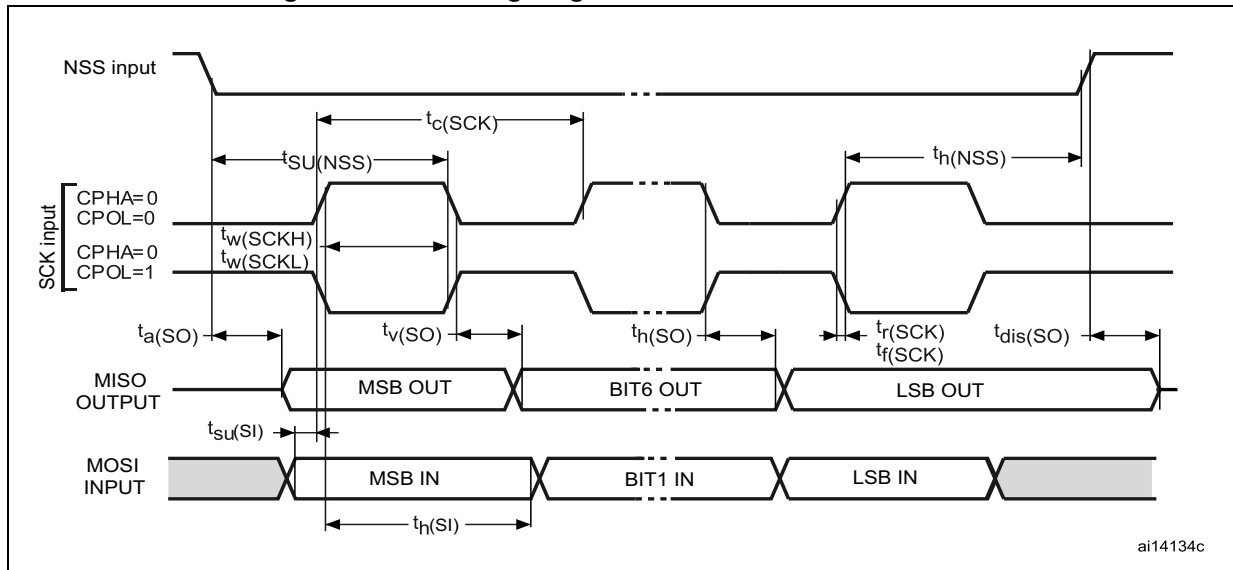 NSS input
tc(SCK)
tSU(NSS)
th(NSS)
SCK input
CPHA=0
CPOL=0
tw(SCKH)
CPHA=0
tw(SCKL)
CPOL=1
ta(SO)
tv(SO)
th(SO)
tr(SCK)
tf(SCK)
tdis(SO)
MISO
OUTPUT
MSB OUT
BIT6 OUT
LSB OUT
tsu(SI)
MOSI
INPUT
MSB IN
BIT1 IN
LSB IN
th(SI)
ai14134c